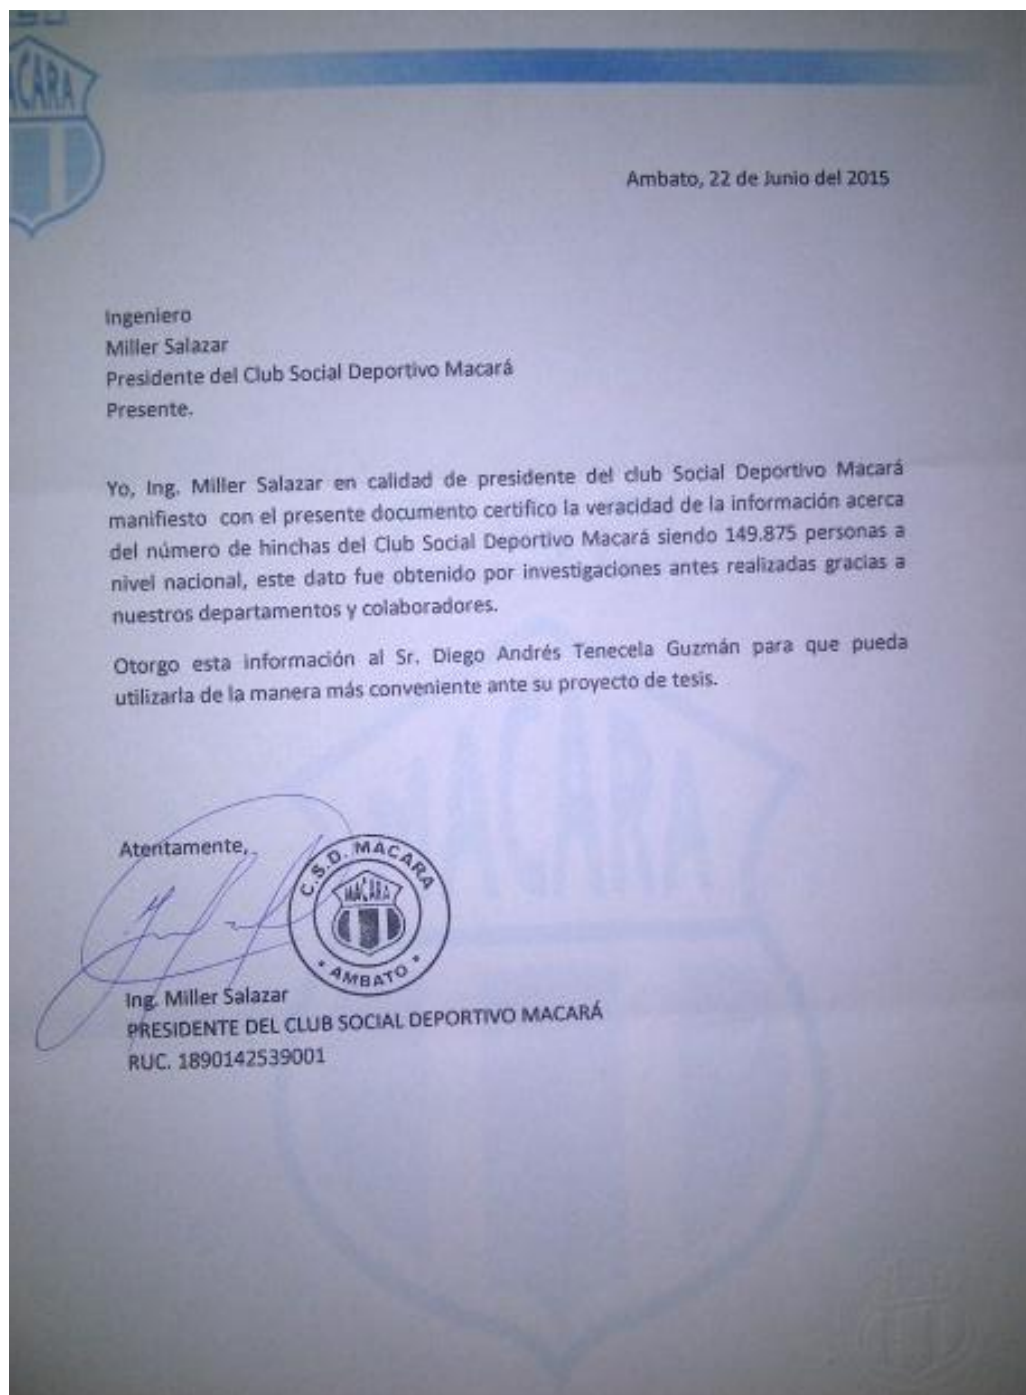 MACARA
Ambato, 22 de Junio del 2015
Ingeniero
Miller Salazar
Presidente del Club Social Deportivo Macará
Presente.
Yo, Ing. Miller Salazar en calidad de presidente del club Social Deportivo Macará
manifiesto con el presente documento certifico la veracidad de la información acerca
del número de hinchas del Club Social Deportivo Macará siendo 149.875 personas a
nivel nacional, este dato fue obtenido por investigaciones antes realizadas gracias a
nuestros departamentos y colaboradores.
Otorgo esta información al Sr. Diego Andrés Tenecela Guzmán para que pueda
utilizarla de la manera más conveniente ante su proyecto de tesis.
MACARA
Atentamente,
C.S.D. MACARA
MACARA
AMBATO
Ing. Miller Salazar
PRESIDENTE DEL CLUB SOCIAL DEPORTIVO MACARÁ
RUC. 1890142539001